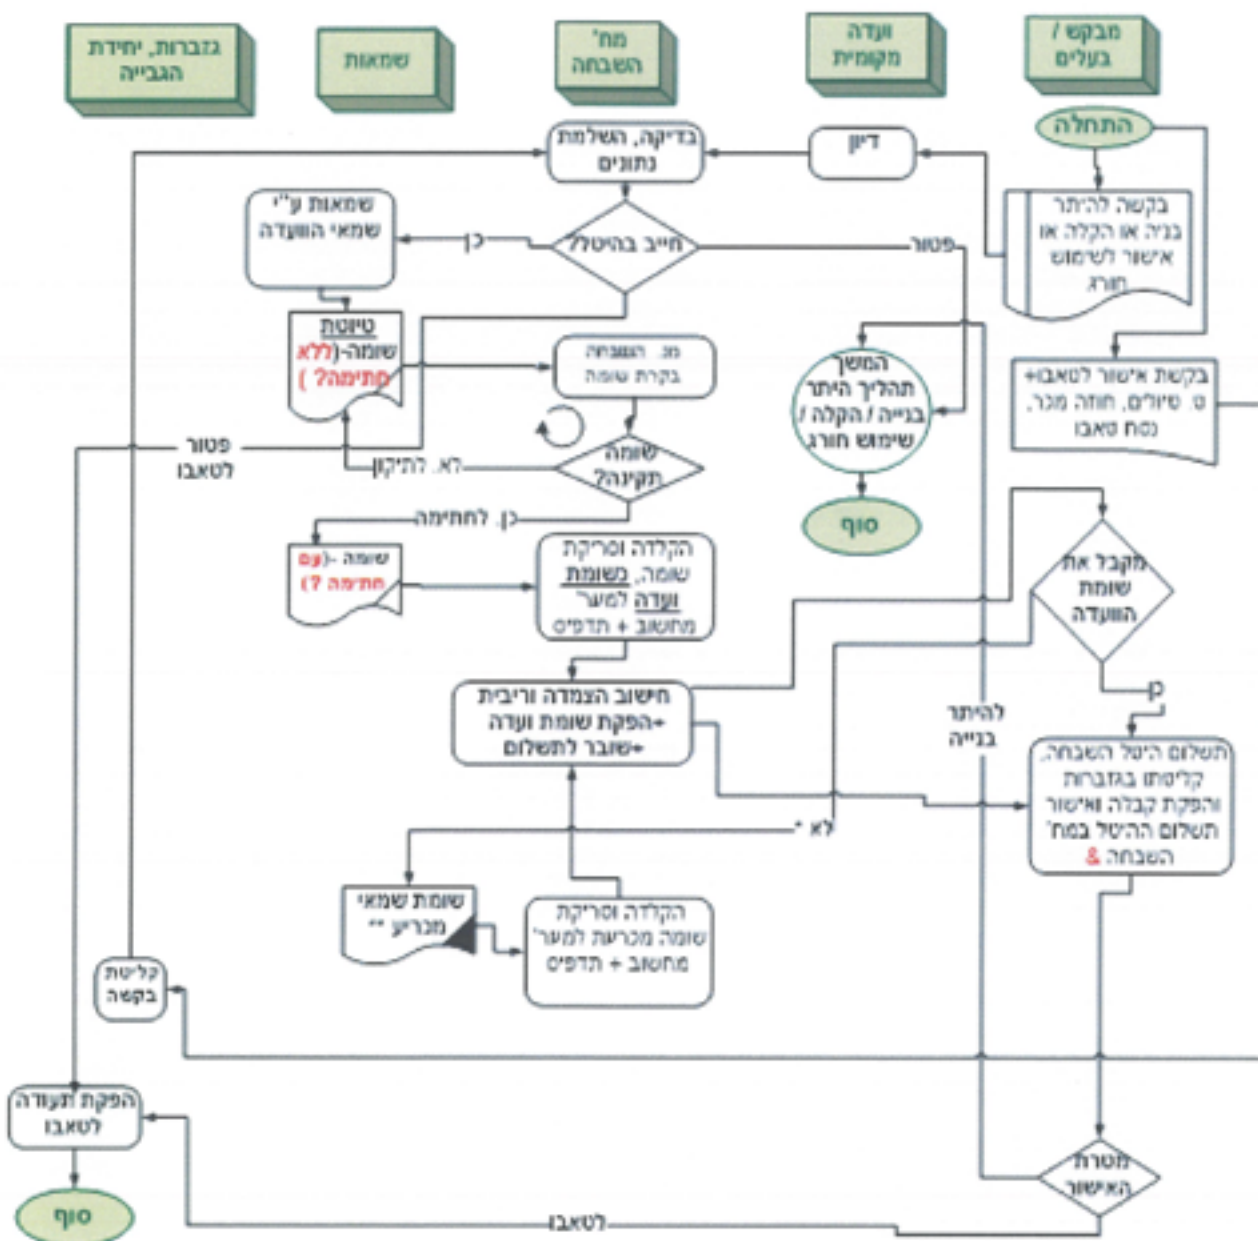 מבקש /
בעלים
ועדה
מקומית
מח'
השבחה
שמאות
גזברות, יחידת
הגבייה
התחלה
דיון
בדיקה, השלמת
נתונים
בקשה להיתר
בניה או הקלה או
אישור לשימוש
חורג
שמאות ע"י
שמאי הוועדה
כן
חייב בהיטל?
פטור
טיוטת
שומה-(ללא
חתימה? )
מנ. השבחה
בקרת שומה
המשך
תהליך היתר
בנייה / הקלה /
שימוש חורג
בקשת אישור לטאבו+
ט. טיולים, חוזה מכר,
נסח טאבו
פטור
לטאבו
לא. לתיקון
שומה
תקינה?
סוף
כן. לחתימה
שומה -(עם
חתימה ?)
הקלדה וסריקת
שומה, כשומת
ועדה למער'
מחשוב + תדפיס
מקבל את
שומת
הוועדה
כן
חישוב הצמדה וריבית
+הפקת שומת ועדה
+שובר לתשלום
להיתר
בנייה
תשלום היטל השבחה,
קליטתו בגזברות
והפקת קבלה ואישור
תשלום ההיטל במח'
השבחה &
לא *
שומת שמאי
מכריע **
הקלדה וסריקת
שומה מכרעת למער'
מחשוב + תדפיס
קליטת
בקשה
הפקת תעודה
לטאבו
מטרת
האישור
סוף
לטאבו